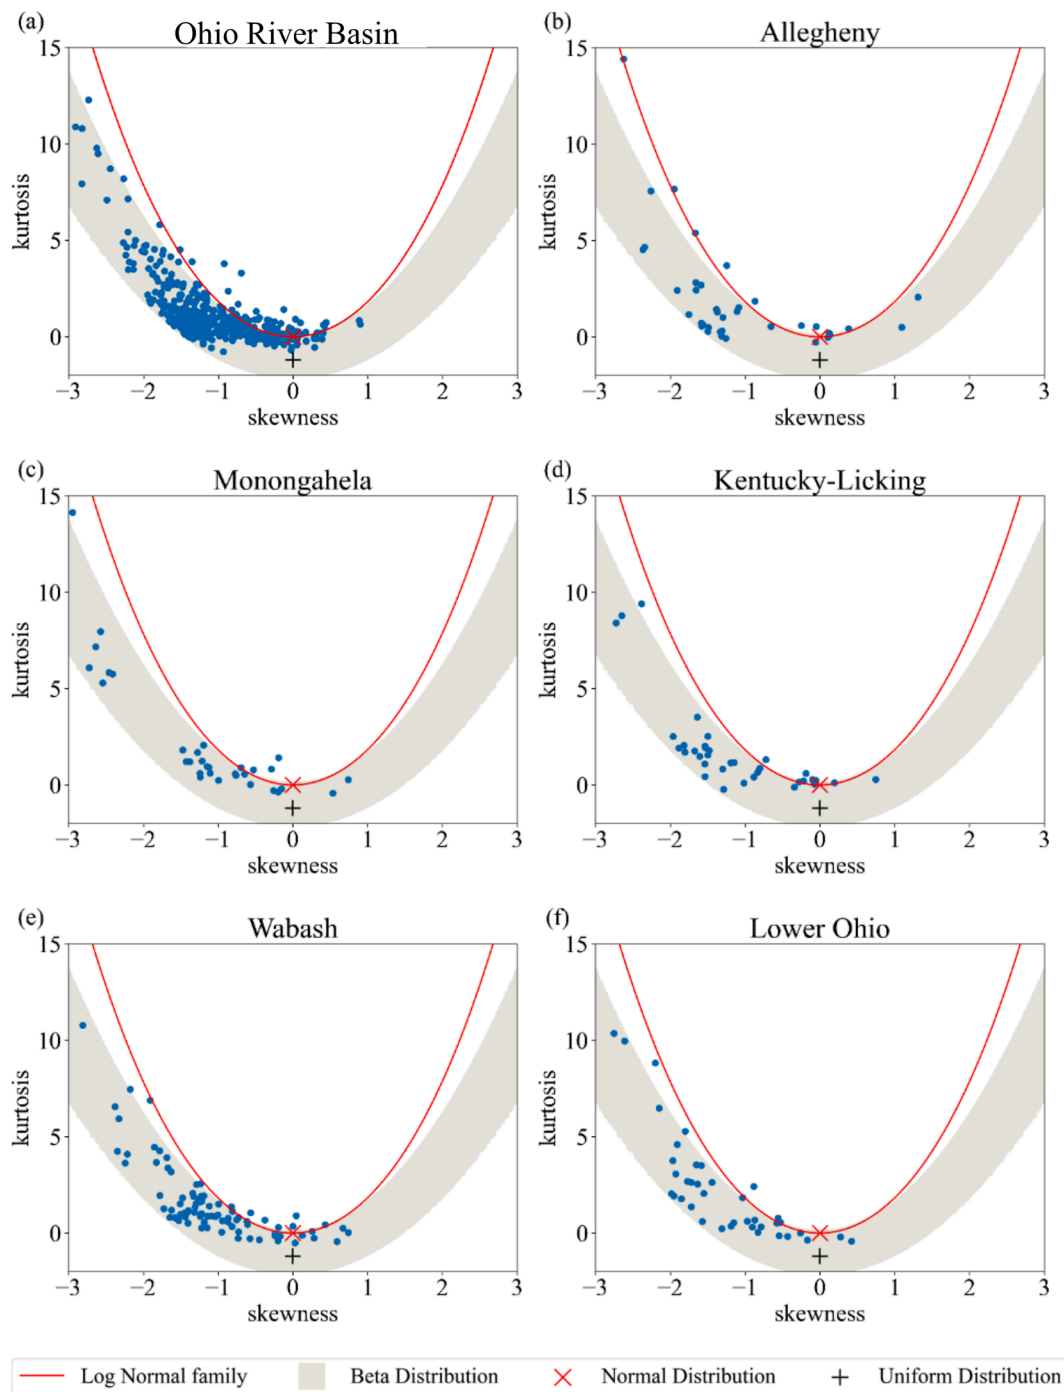 (a)
Ohio River Basin
15
10
5
0
kurtosis
−3 −2 −1 0 1 2 3
skewness
(b)
Allegheny
15
10
5
0
kurtosis
−3 −2 −1 0 1 2 3
skewness
(c)
Monongahela
15
10
5
0
kurtosis
−3 −2 −1 0 1 2 3
skewness
(d)
Kentucky-Licking
15
10
5
0
kurtosis
−3 −2 −1 0 1 2 3
skewness
(e)
Wabash
15
10
5
0
kurtosis
−3 −2 −1 0 1 2 3
skewness
(f)
Lower Ohio
15
10
5
0
kurtosis
−3 −2 −1 0 1 2 3
skewness
Log Normal family Beta Distribution Normal Distribution Uniform Distribution